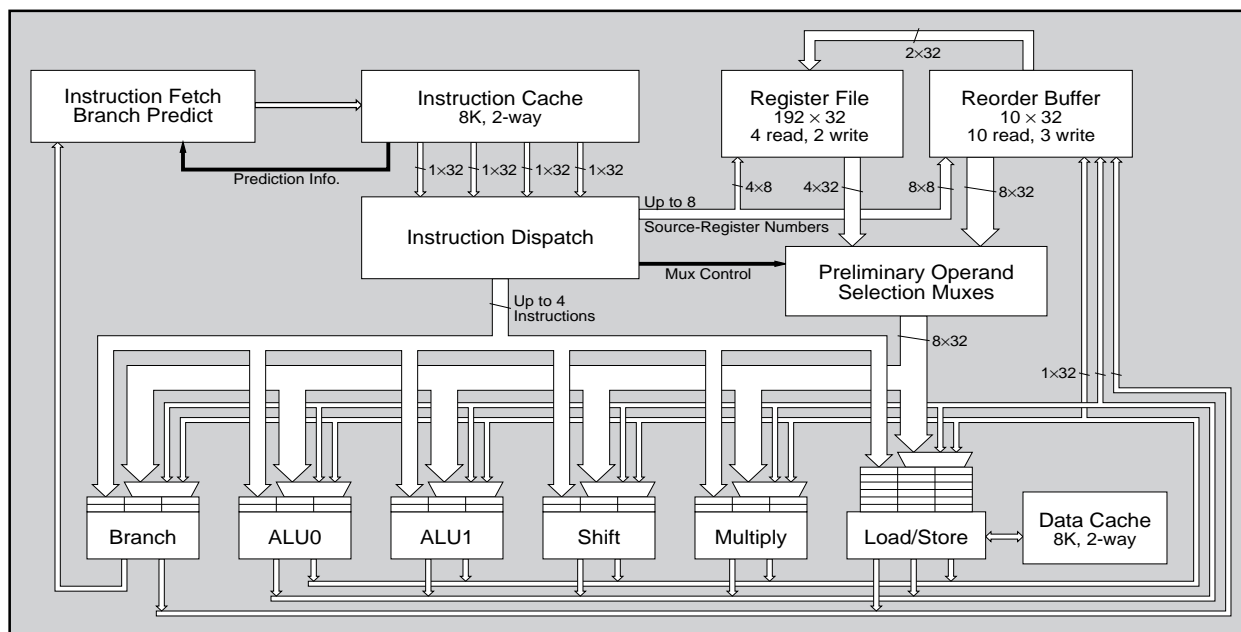 2×32
Instruction Fetch
Branch Predict
Instruction Cache
8K, 2-way
Register File
192 × 32
4 read, 2 write
Reorder Buffer
10 × 32
10 read, 3 write
Prediction Info.
1×32
1×32
1×32
1×32
4×8
4×32
8×8
8×32
Up to 8
Source-Register Numbers
Instruction Dispatch
Mux Control
Preliminary Operand
Selection Muxes
Up to 4
Instructions
8×32
1×32
Branch
ALU0
ALU1
Shift
Multiply
Load/Store
Data Cache
8K, 2-way